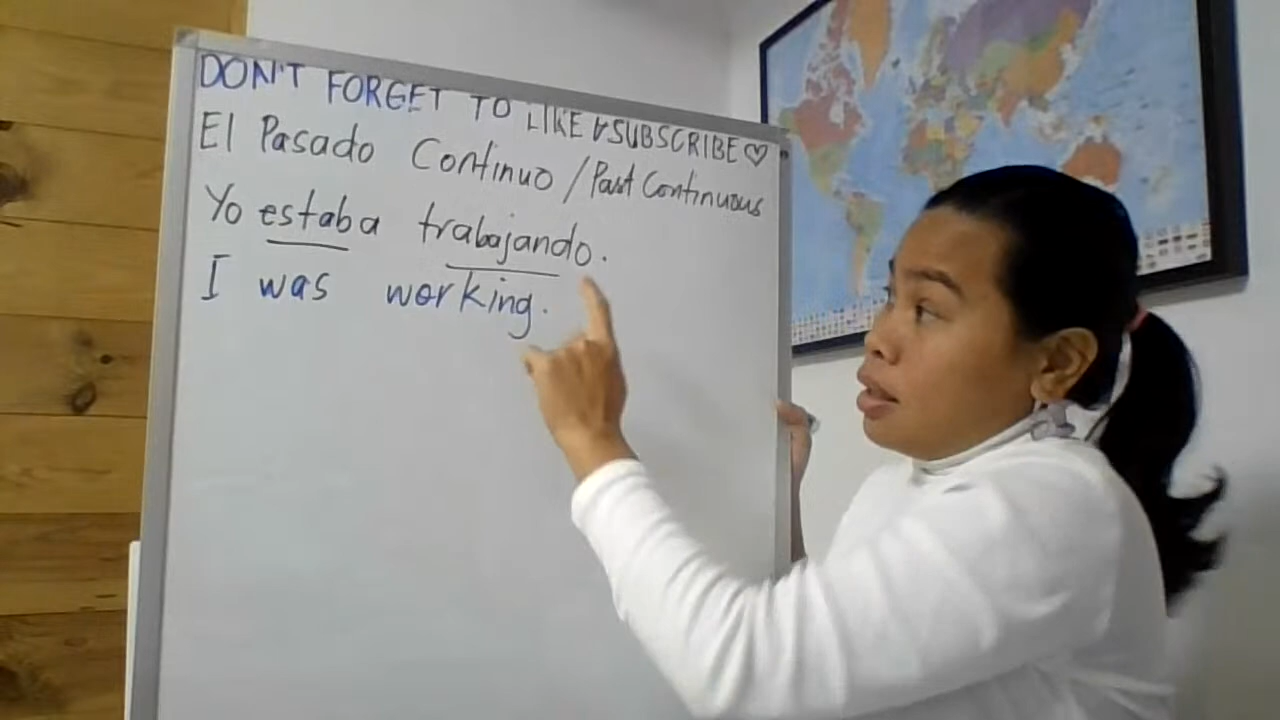 DON'T FORGET TO LIKE & SUBSCRIBE♡
El Pasado Continuo / Past Continuous
Yo estaba trabajando.
I was working.